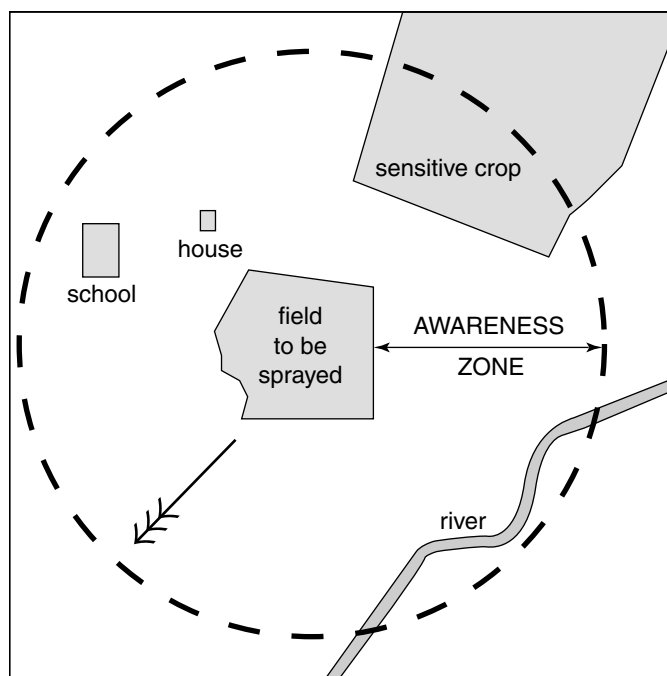 sensitive crop
house
school
field
to be
sprayed
AWARENESS
ZONE
river